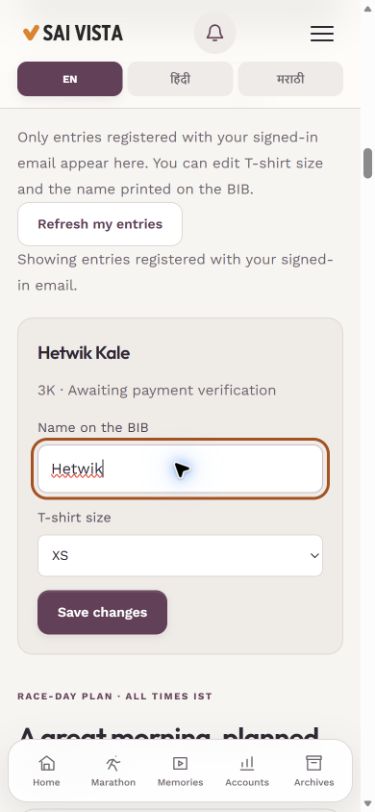 SAI VISTA
EN
हिंदी
मराठी
Only entries registered with your signed-in
email appear here. You can edit T-shirt size
and the name printed on the BIB.
Refresh my entries
Showing entries registered with your signed-
in email.
Hetwik Kale
3K · Awaiting payment verification
Name on the BIB
Hetwik
T-shirt size
XS
Save changes
RACE-DAY PLAN · ALL TIMES IST
A great morning, planned
Home
Marathon
Memories
Accounts
Archives